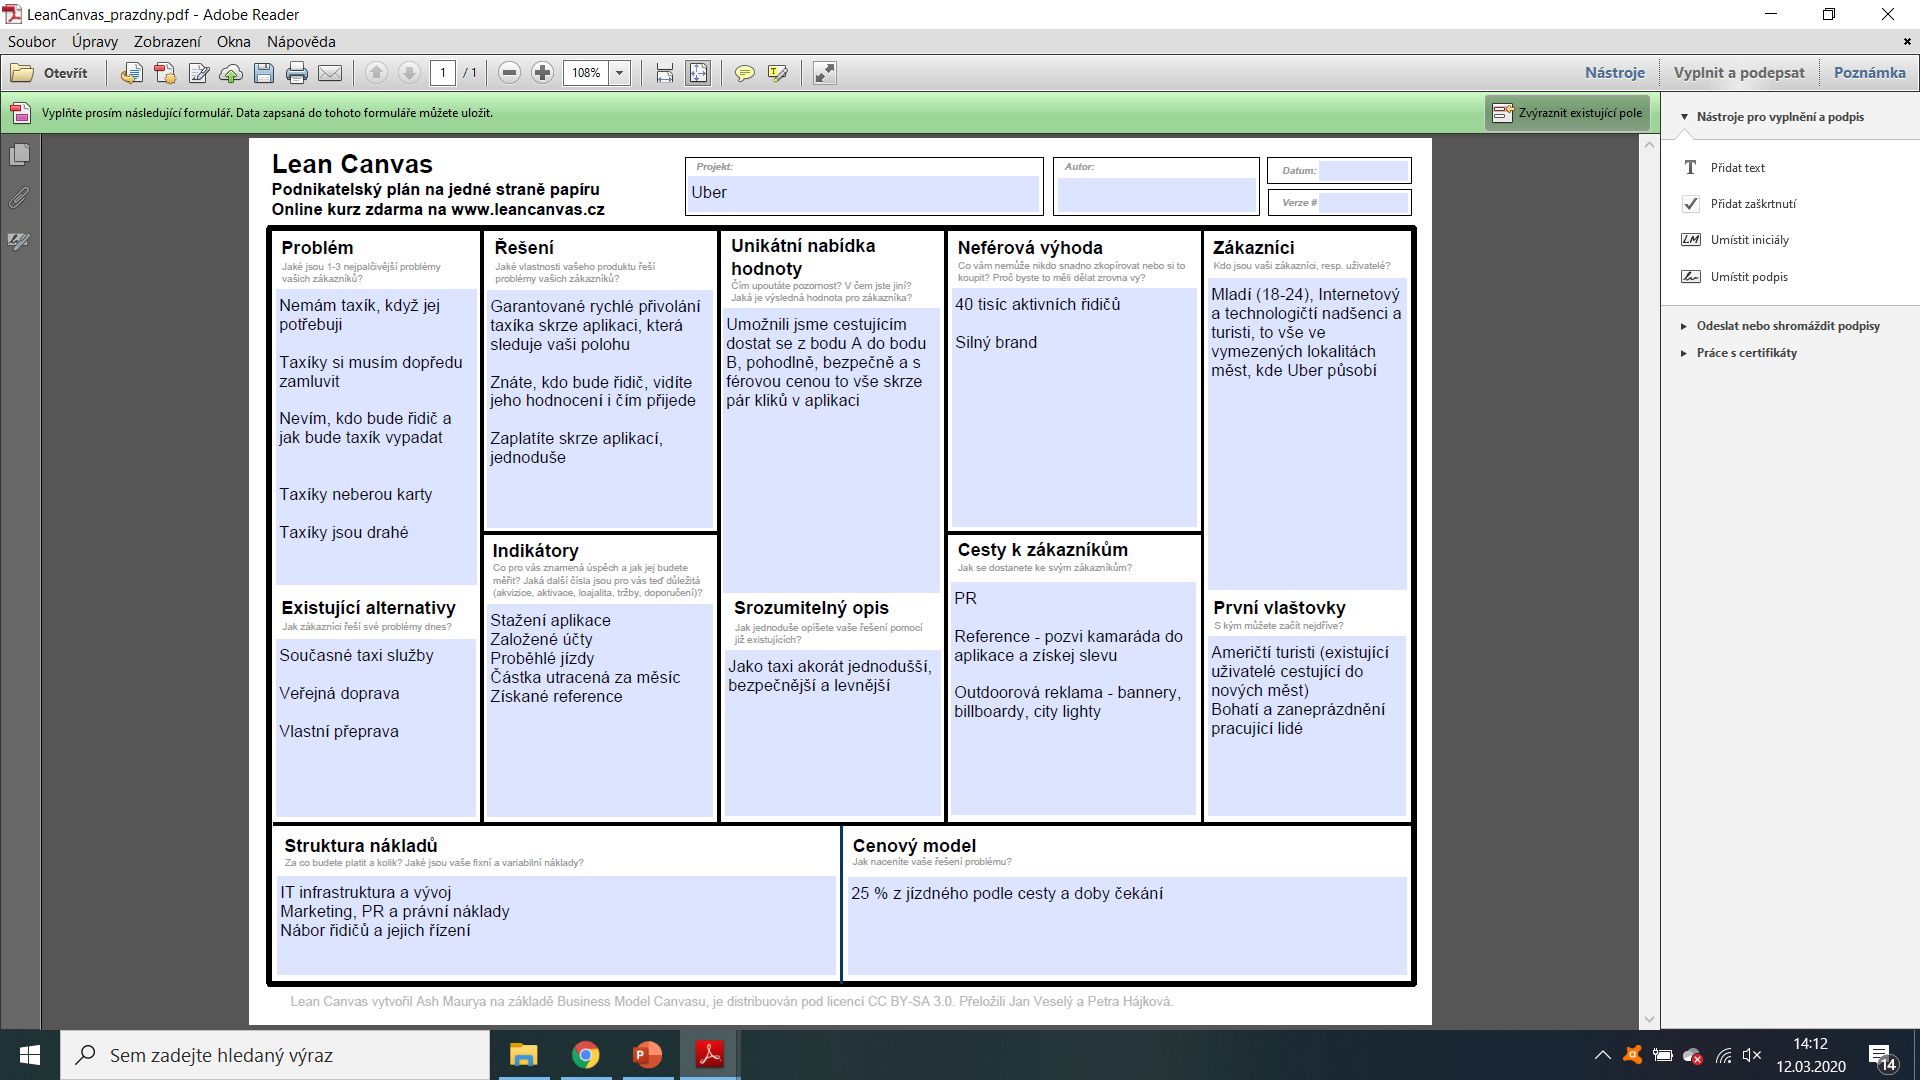 LeanCanvas_prazdny.pdf - Adobe Reader
Soubor Úpravy Zobrazení Okna Nápověda
Otevřít 1 / 1 108% Nástroje Vyplnit a podepsat Poznámka
Vyplňte prosím následující formulář. Data zapsaná do tohoto formuláře můžete uložit.
Zvýraznit existující pole
Lean Canvas
Podnikatelský plán na jedné straně papíru
Online kurz zdarma na www.leancanvas.cz
Projekt:
Uber
Autor:
Datum:
Verze #
Problém
Jaké jsou 1-3 nejpalčivější problémy
vašich zákazníků?
Nemám taxík, když jej
potřebuji
Taxíky si musím dopředu
zamluvit
Nevím, kdo bude řidič a
jak bude taxík vypadat
Taxíky neberou karty
Taxíky jsou drahé
Existující alternativy
Jak zákazníci řeší své problémy dnes?
Současné taxi služby
Veřejná doprava
Vlastní přeprava
Řešení
Jaké vlastnosti vašeho produktu řeší
problémy vašich zákazníků?
Garantované rychlé přivolání
taxíka skrze aplikaci, která
sleduje vaši polohu
Znáte, kdo bude řidič, vidíte
jeho hodnocení i čím přijede
Zaplatíte skrze aplikací,
jednoduše
Indikátory
Co pro vás znamená úspěch a jak jej budete
měřit? Jaká další čísla jsou pro vás teď důležitá
(akvizice, aktivace, loajalita, tržby, doporučení)?
Stažení aplikace
Založené účty
Proběhlé jízdy
Částka utracená za měsíc
Získané reference
Unikátní nabídka
hodnoty
Čím upoutáte pozornost? V čem jste jiní?
Jaká je výsledná hodnota pro zákazníka?
Umožnili jsme cestujícím
dostat se z bodu A do bodu
B, pohodlně, bezpečně a s
férovou cenou to vše skrze
pár kliků v aplikaci
Srozumitelný opis
Jak jednoduše opíšete vaše řešení pomocí
již existujících?
Jako taxi akorát jednodušší,
bezpečnější a levnější
Neférová výhoda
Co vám nemůže nikdo snadno zkopírovat nebo si to
koupit? Proč byste to měli dělat zrovna vy?
40 tisíc aktivních řidičů
Silný brand
Cesty k zákazníkům
Jak se dostanete ke svým zákazníkům?
PR
Reference - pozvi kamaráda do
aplikace a získej slevu
Outdoorová reklama - bannery,
billboardy, city lighty
Zákazníci
Kdo jsou vaši zákazníci, resp. uživatelé?
Mladí (18-24), Internetový
a technologičtí nadšenci a
turisti, to vše ve
vymezených lokalitách
měst, kde Uber působí
První vlaštovky
S kým můžete začít nejdříve?
Američtí turisti (existující
uživatelé cestující do
nových měst)
Bohatí a zaneprázdnění
pracující lidé
Struktura nákladů
Za co budete platit a kolik? Jaké jsou vaše fixní a variabilní náklady?
IT infrastruktura a vývoj
Marketing, PR a právní náklady
Nábor řidičů a jejich řízení
Cenový model
Jak naceníte vaše řešení problému?
25 % z jízdného podle cesty a doby čekání
Lean Canvas vytvořil Ash Maurya na základě Business Model Canvasu, je distribuován pod licencí CC BY-SA 3.0. Přeložili Jan Veselý a Petra Hájková.
Nástroje pro vyplnění a podpis
Přidat text
Přidat zaškrtnutí
Umístit iniciály
Umístit podpis
Odeslat nebo shromáždit podpisy
Práce s certifikáty
Sem zadejte hledaný výraz
14:12
12.03.2020
14